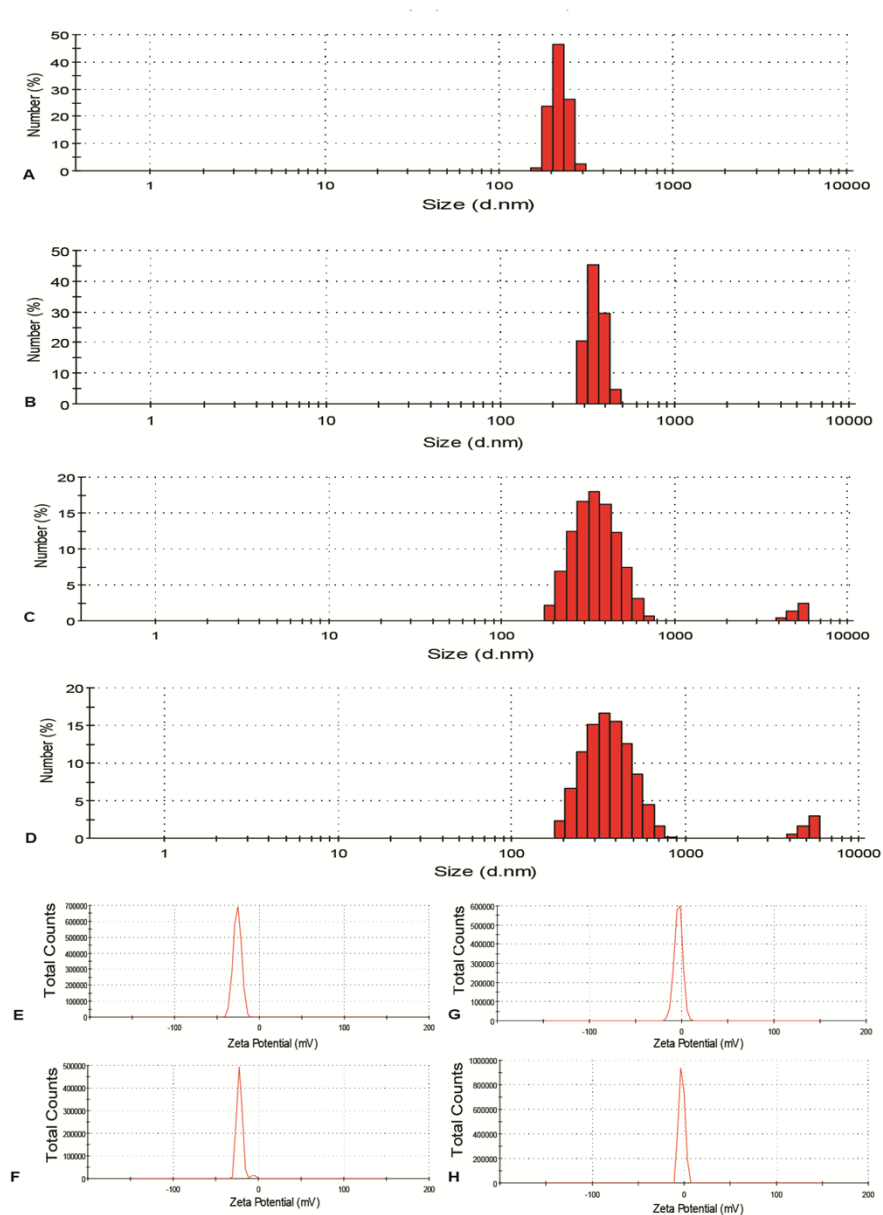 50
40
30
20
10
0
Number (%)
A
1 10 100 1000 10000
Size (d.nm)
50
40
30
20
10
0
Number (%)
B
1 10 100 1000 10000
Size (d.nm)
20
15
10
5
0
Number (%)
C
1 10 100 1000 10000
Size (d.nm)
20
15
10
5
0
Number (%)
D
1 10 100 1000 10000
Size (d.nm)
700000
600000
500000
400000
300000
200000
100000
0
Total Counts
E
-100 0 100 200
Zeta Potential (mV)
600000
500000
400000
300000
200000
100000
0
Total Counts
G
-100 0 100 200
Zeta Potential (mV)
500000
400000
300000
200000
100000
0
Total Counts
F
-100 0 100 200
Zeta Potential (mV)
1000000
800000
600000
400000
200000
0
Total Counts
H
-100 0 100 200
Zeta Potential (mV)